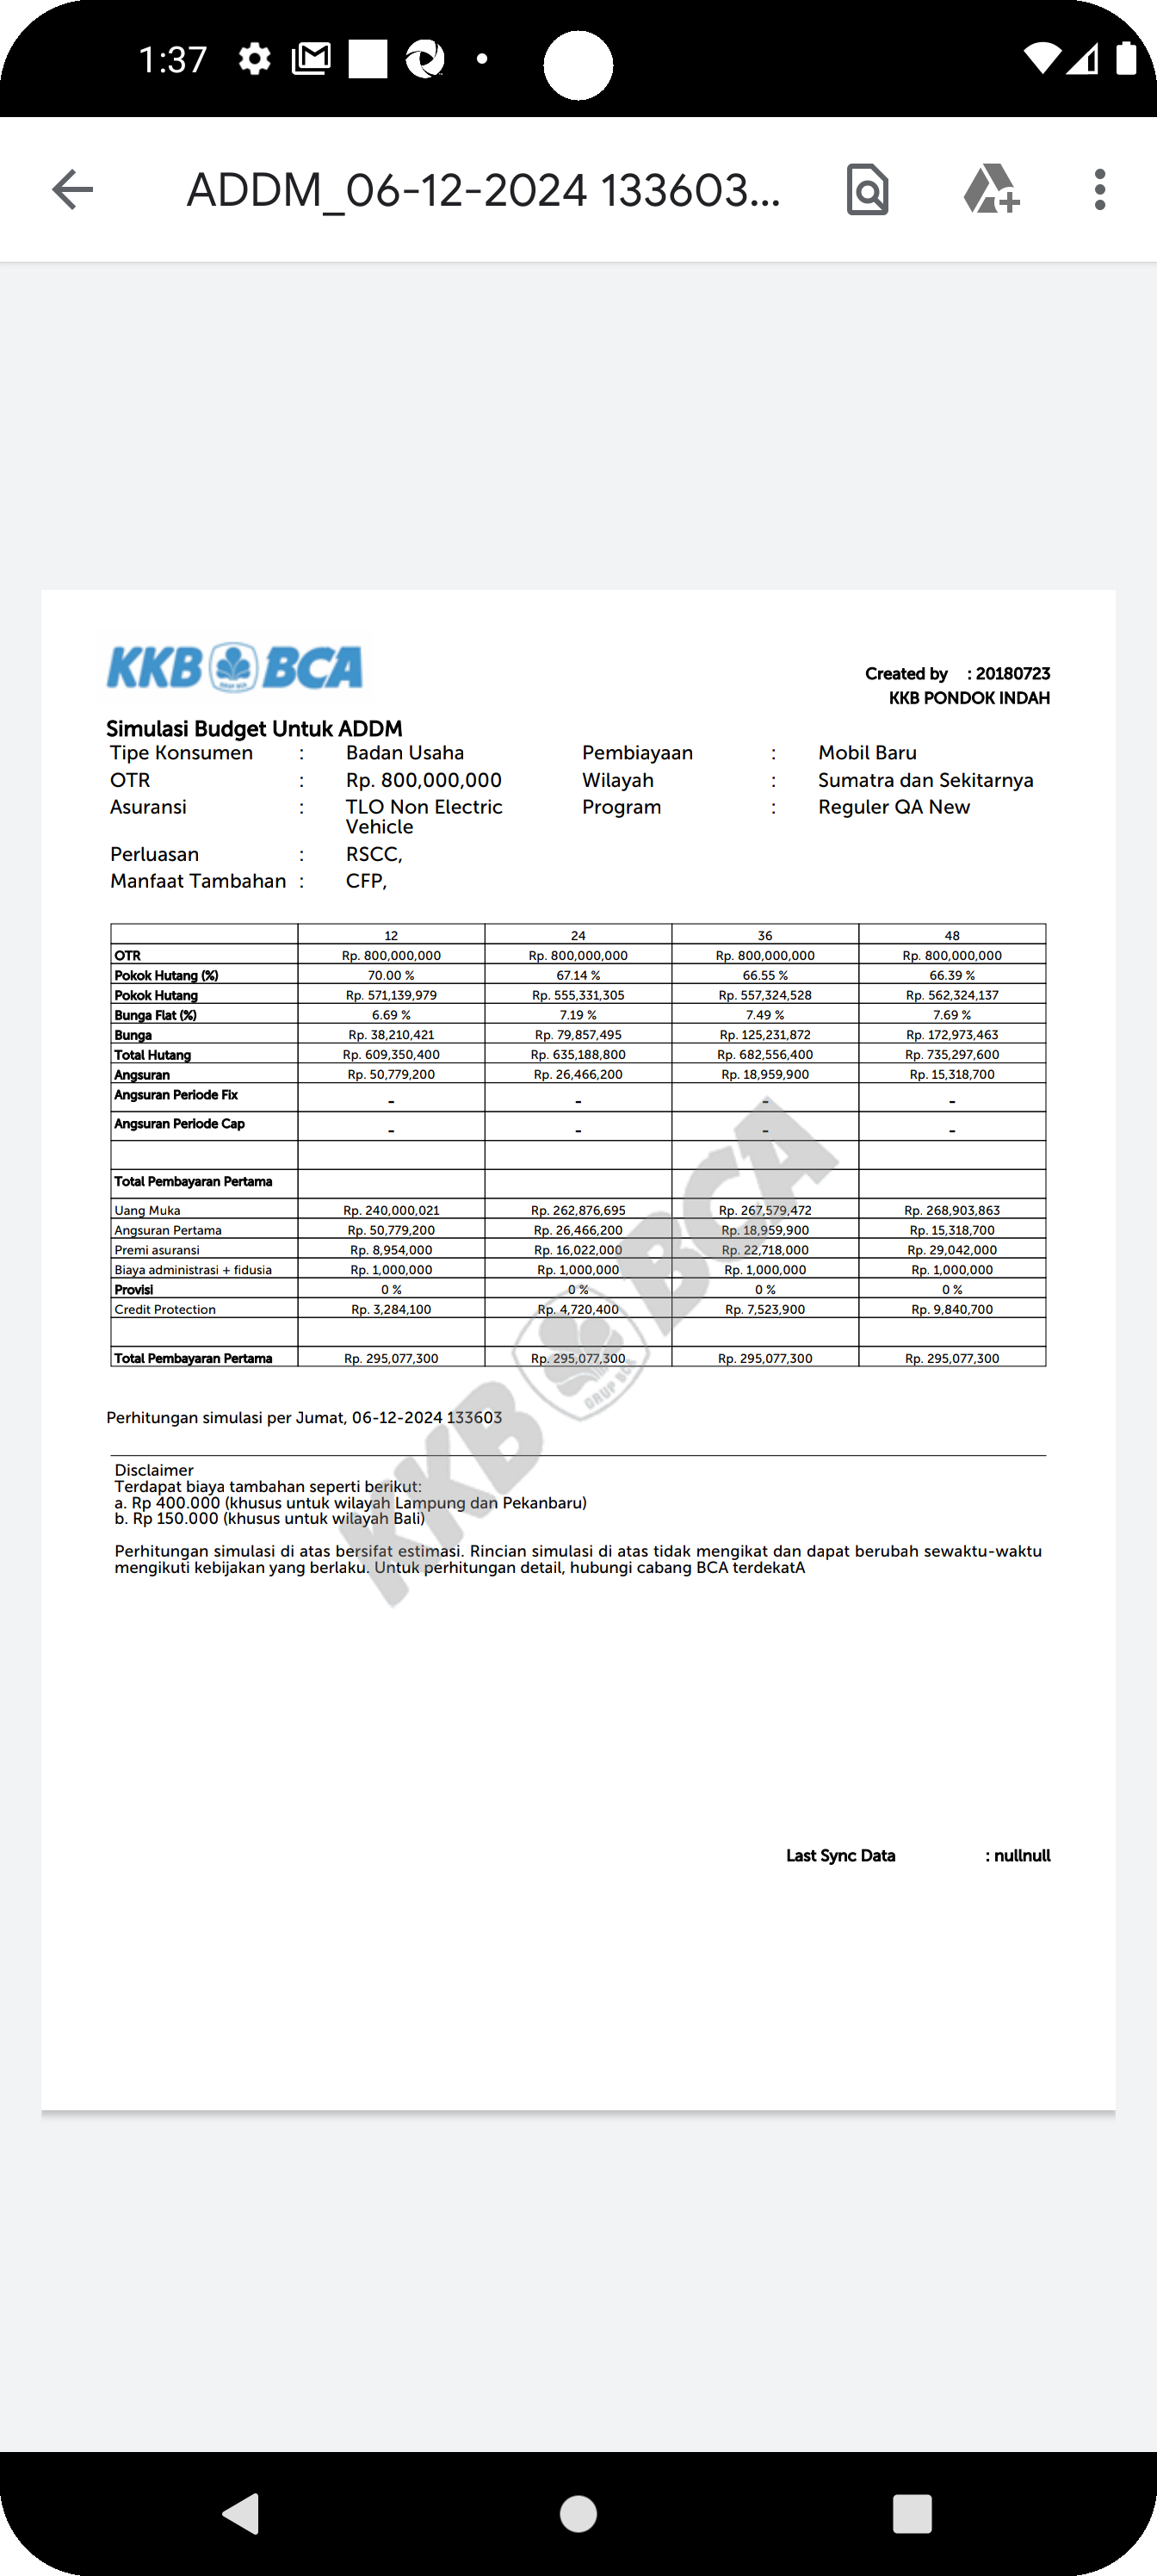 1:37
ADDM_06-12-2024 133603...
KKB BCA
GRUP BCA
Created by : 20180723
KKB PONDOK INDAH
Simulasi Budget Untuk ADDM
Tipe Konsumen : Badan Usaha Pembiayaan : Mobil Baru
OTR : Rp. 800,000,000 Wilayah : Sumatra dan Sekitarnya
Asuransi : TLO Non Electric Program : Reguler QA New
Vehicle
Perluasan : RSCC,
Manfaat Tambahan : CFP,
12 24 36 48
OTR Rp. 800,000,000 Rp. 800,000,000 Rp. 800,000,000 Rp. 800,000,000
Pokok Hutang (%) 70.00 % 67.14 % 66.55 % 66.39 %
Pokok Hutang Rp. 571,139,979 Rp. 555,331,305 Rp. 557,324,528 Rp. 562,324,137
Bunga Flat (%) 6.69 % 7.19 % 7.49 % 7.69 %
Bunga Rp. 38,210,421 Rp. 79,857,495 Rp. 125,231,872 Rp. 172,973,463
Total Hutang Rp. 609,350,400 Rp. 635,188,800 Rp. 682,556,400 Rp. 735,297,600
Angsuran Rp. 50,779,200 Rp. 26,466,200 Rp. 18,959,900 Rp. 15,318,700
Angsuran Periode Fix - - - -
Angsuran Periode Cap - - - -
Total Pembayaran Pertama
Uang Muka Rp. 240,000,021 Rp. 262,876,695 Rp. 267,579,472 Rp. 268,903,863
Angsuran Pertama Rp. 50,779,200 Rp. 26,466,200 Rp. 18,959,900 Rp. 15,318,700
Premi asuransi Rp. 8,954,000 Rp. 16,022,000 Rp. 22,718,000 Rp. 29,042,000
Biaya administrasi + fidusia Rp. 1,000,000 Rp. 1,000,000 Rp. 1,000,000 Rp. 1,000,000
Provisi 0 % 0 % 0 % 0 %
Credit Protection Rp. 3,284,100 Rp. 4,720,400 Rp. 7,523,900 Rp. 9,840,700
Total Pembayaran Pertama Rp. 295,077,300 Rp. 295,077,300 Rp. 295,077,300 Rp. 295,077,300
KKB BCA
GRUP BCA
Perhitungan simulasi per Jumat, 06-12-2024 133603
Disclaimer
Terdapat biaya tambahan seperti berikut:
a. Rp 400.000 (khusus untuk wilayah Lampung dan Pekanbaru)
b. Rp 150.000 (khusus untuk wilayah Bali)
Perhitungan simulasi di atas bersifat estimasi. Rincian simulasi di atas tidak mengikat dan dapat berubah sewaktu-waktu
mengikuti kebijakan yang berlaku. Untuk perhitungan detail, hubungi cabang BCA terdekatA
Last Sync Data : nullnull